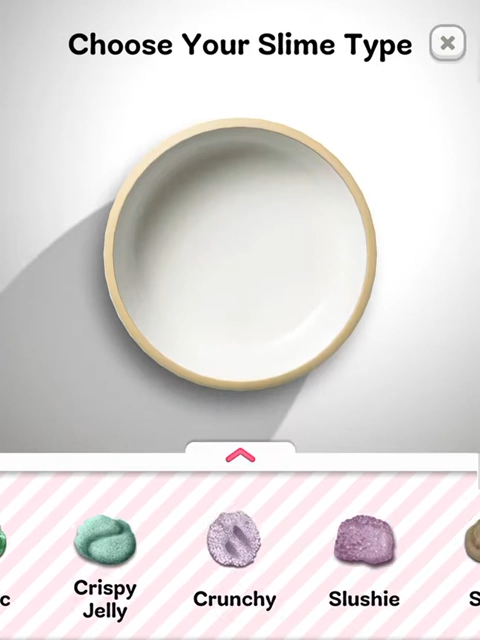 Choose Your Slime Type
c
Crispy
Jelly
Crunchy
Slushie
S